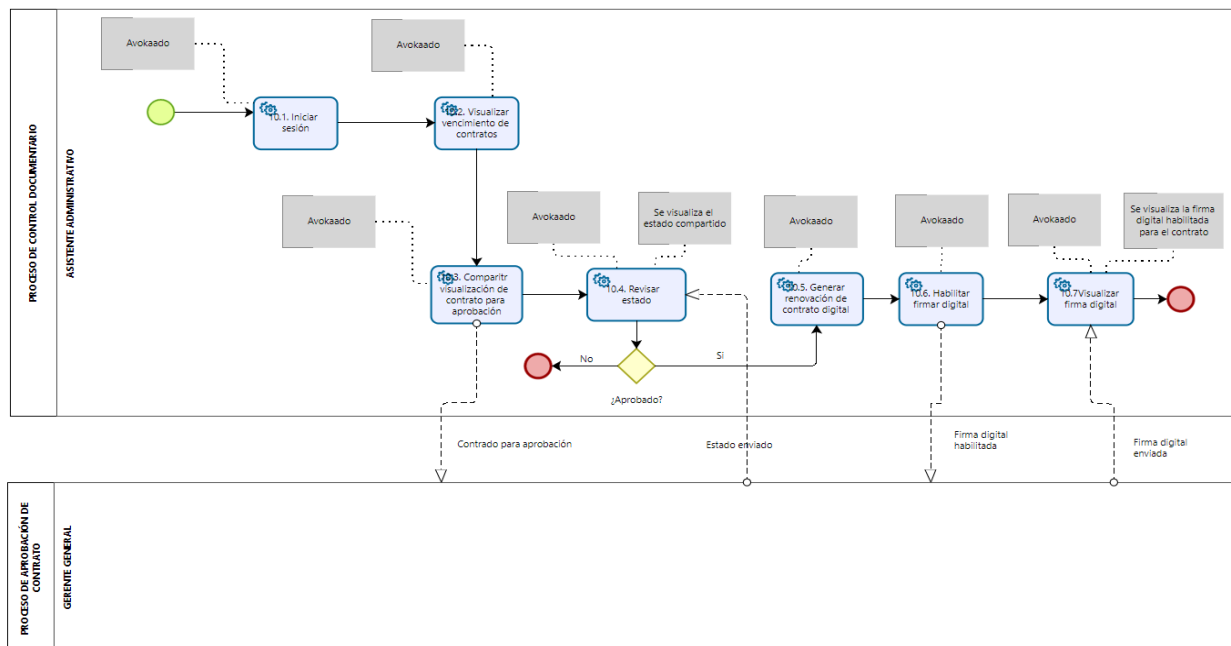 PROCESO DE CONTROL DOCUMENTARIO
ASISTENTE ADMINISTRATIVO
Avokaado
Avokaado
10.1. Iniciar
sesión
10.2. Visualizar
vencimiento de
contratos
Avokaado
Avokaado
Se visualiza el
estado compartido
Avokaado
Avokaado
Avokaado
Se visualiza la firma
digital habilitada
para el contrato
10.3. Comparitr
visualización de
contrato para
aprobación
10.4. Revisar
estado
10.5. Generar
renovación de
contrato digital
10.6. Habilitar
firmar digital
10.7Visualizar
firma digital
No
Si
¿Aprobado?
Contrado para aprobación
Estado enviado
Firma digital
habilitada
Firma digital
enviada
PROCESO DE APROBACIÓN DE
CONTRATO
GERENTE GENERAL